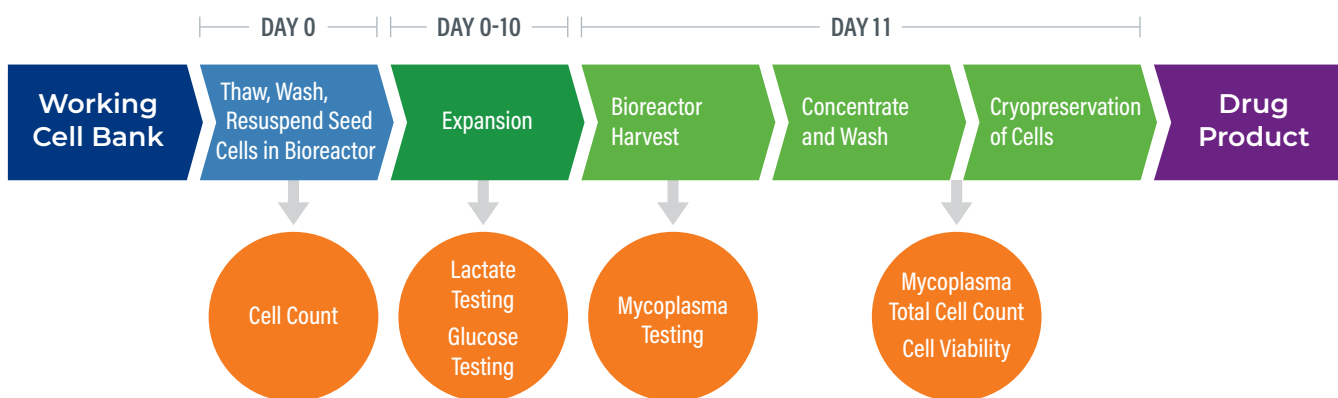 DAY 0
DAY 0-10
DAY 11
Working
Cell Bank
Thaw, Wash,
Resuspend Seed
Cells in Bioreactor
Expansion
Bioreactor
Harvest
Concentrate
and Wash
Cryopreservation
of Cells
Drug
Product
Cell Count
Lactate
Testing
Glucose
Testing
Mycoplasma
Testing
Mycoplasma
Total Cell Count
Cell Viability